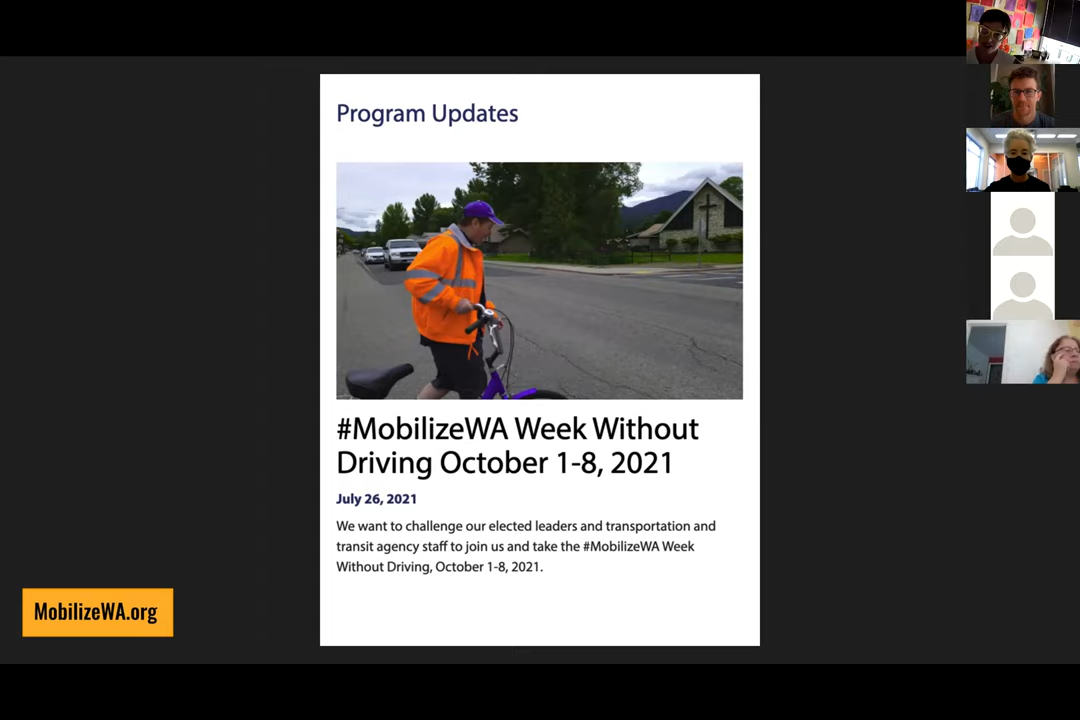 Program Updates
#MobilizeWA Week Without
Driving October 1-8, 2021
July 26, 2021
We want to challenge our elected leaders and transportation and
transit agency staff to join us and take the #MobilizeWA Week
Without Driving, October 1-8, 2021.
MobilizeWA.org